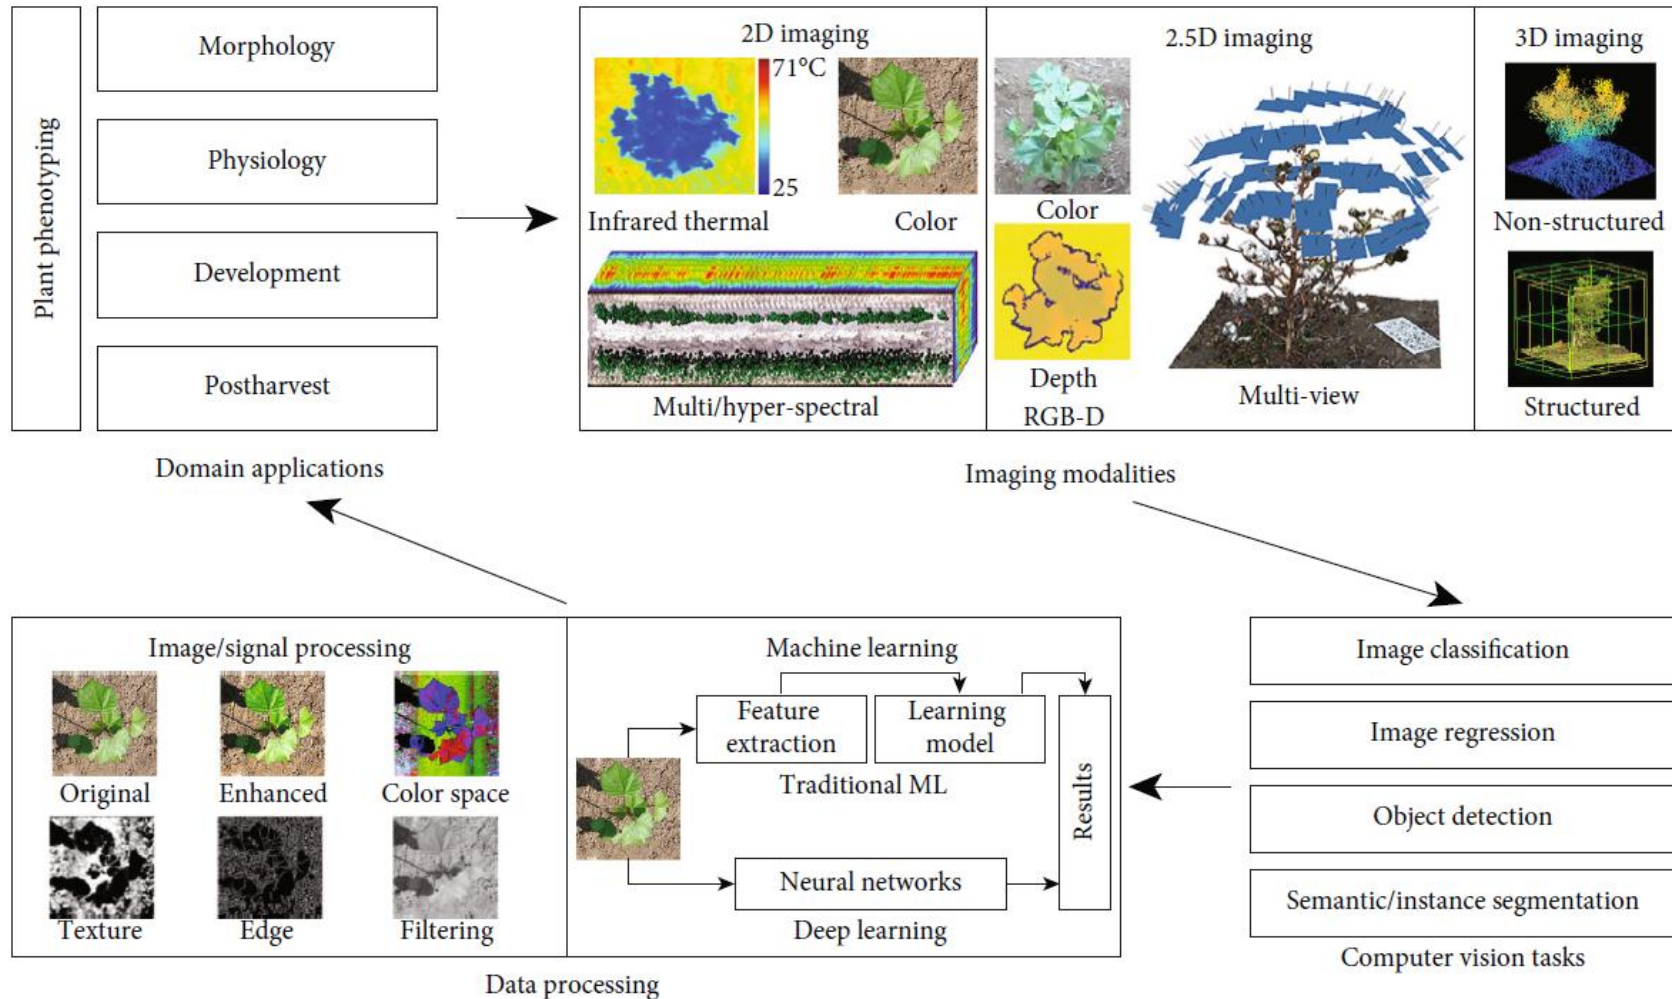 Plant phenotyping
Morphology
Physiology
Development
Postharvest
Domain applications
2D imaging
71°C
25
Infrared thermal
Color
Multi/hyper-spectral
2.5D imaging
Color
Depth
RGB-D
Multi-view
3D imaging
Non-structured
Structured
Imaging modalities
Image/signal processing
Original
Enhanced
Color space
Texture
Edge
Filtering
Machine learning
Feature
extraction
Learning
model
Traditional ML
Results
Neural networks
Deep learning
Data processing
Image classification
Image regression
Object detection
Semantic/instance segmentation
Computer vision tasks